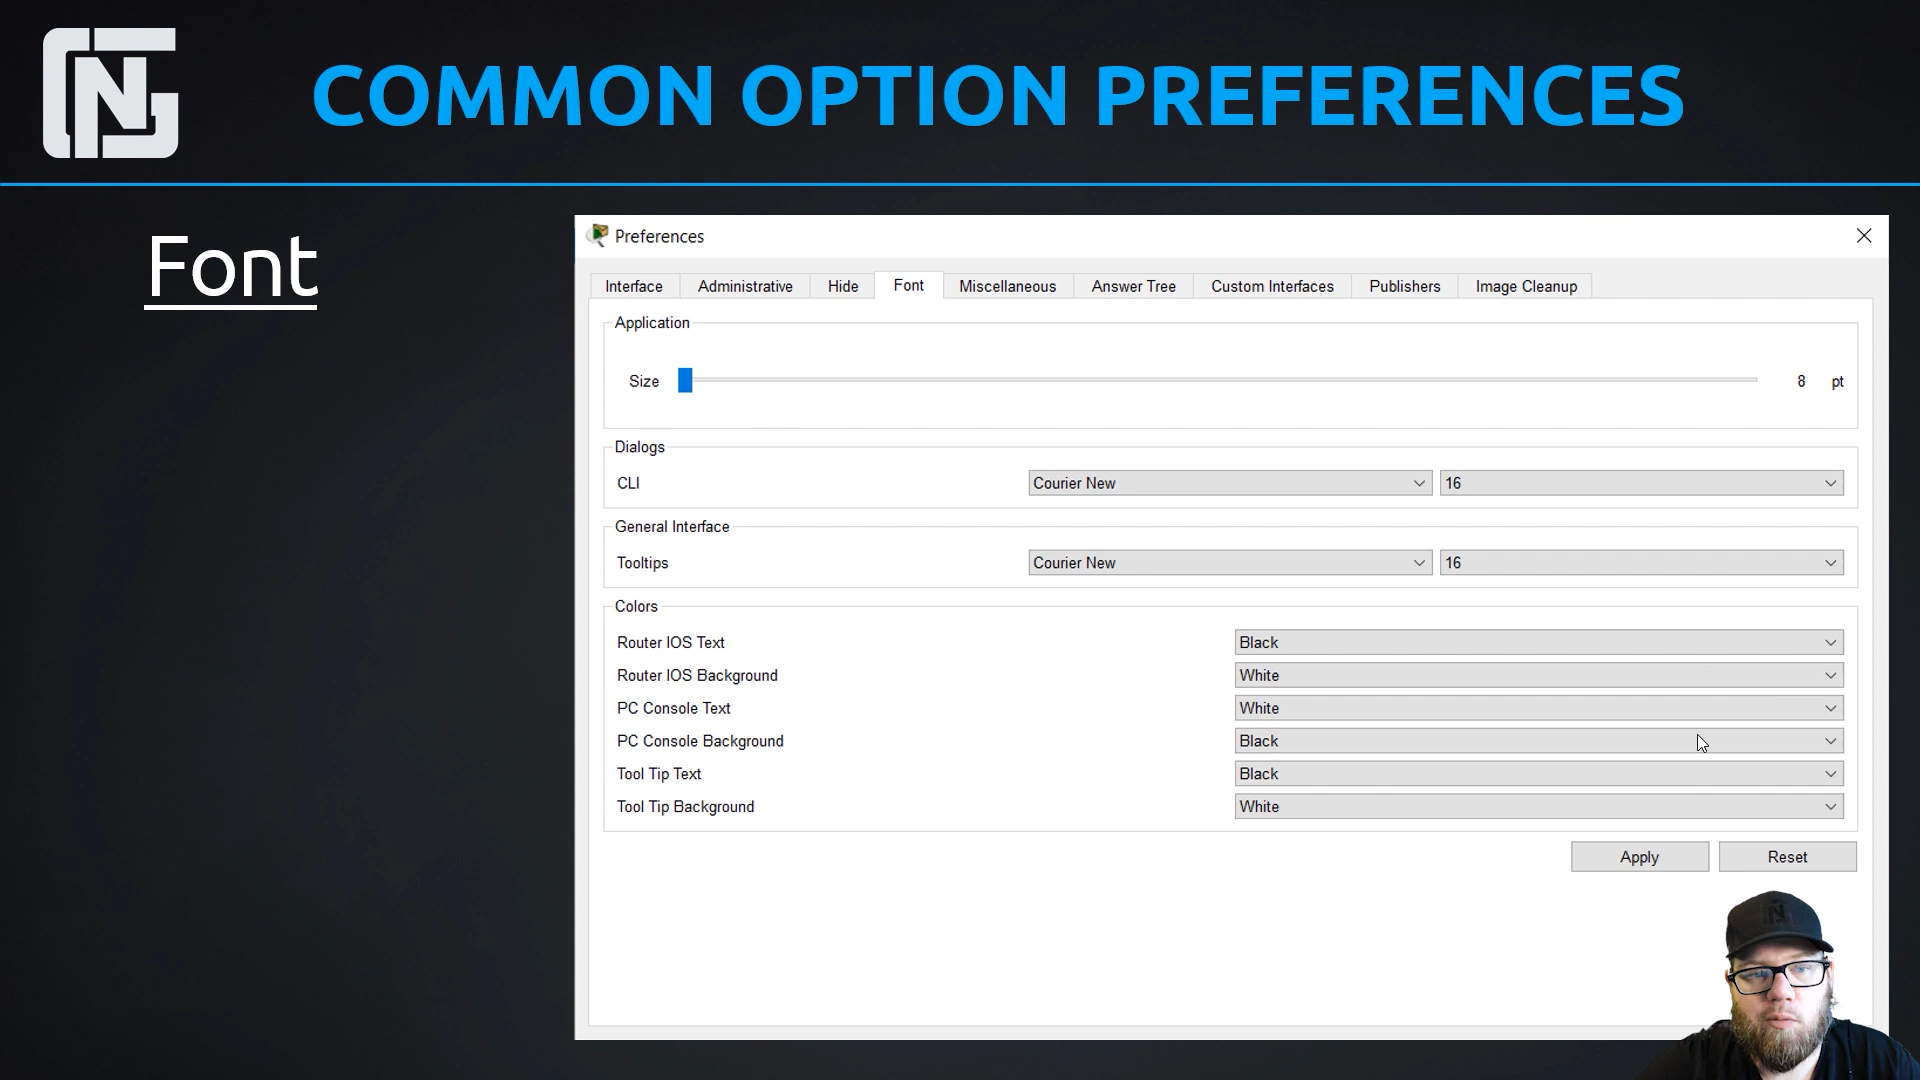 COMMON OPTION PREFERENCES
Font
Preferences
Interface Administrative Hide Font Miscellaneous Answer Tree Custom Interfaces Publishers Image Cleanup
Application
Size 8 pt
Dialogs
CLI Courier New 16
General Interface
Tooltips Courier New 16
Colors
Router IOS Text Black
Router IOS Background White
PC Console Text White
PC Console Background Black
Tool Tip Text Black
Tool Tip Background White
Apply Reset